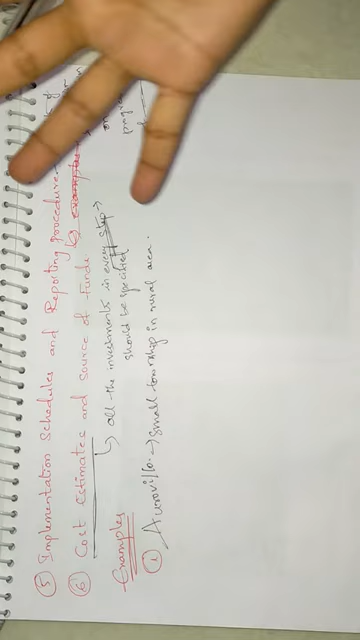 ⑤ Implementation Schedules and Reporting procedure
⑥ Cost Estimates and Source of Funds
↳ all the investments in every step →
should be specified
Examples
① Auroville. → small township in rural area.